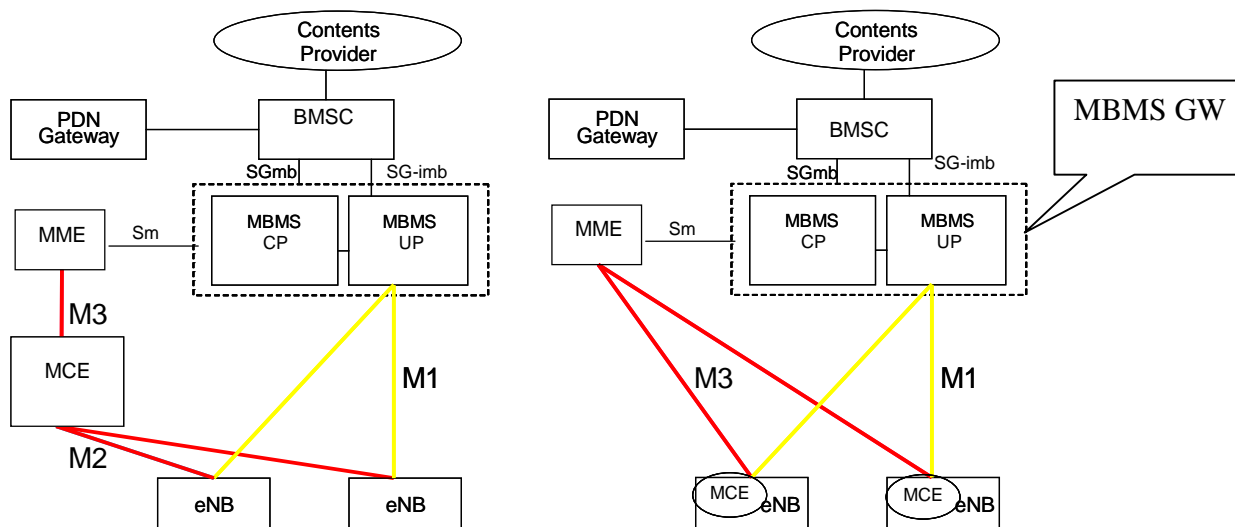 Contents
Provider
PDN
Gateway
BMSC
SGmb
SG-imb
MBMS
CP
MBMS
UP
MME
Sm
M3
MCE
M1
M2
eNB
eNB
Contents
Provider
PDN
Gateway
BMSC
MBMS GW
SGmb
SG-imb
MBMS
CP
MBMS
UP
MME
Sm
M3
M1
MCE
eNB
MCE
eNB